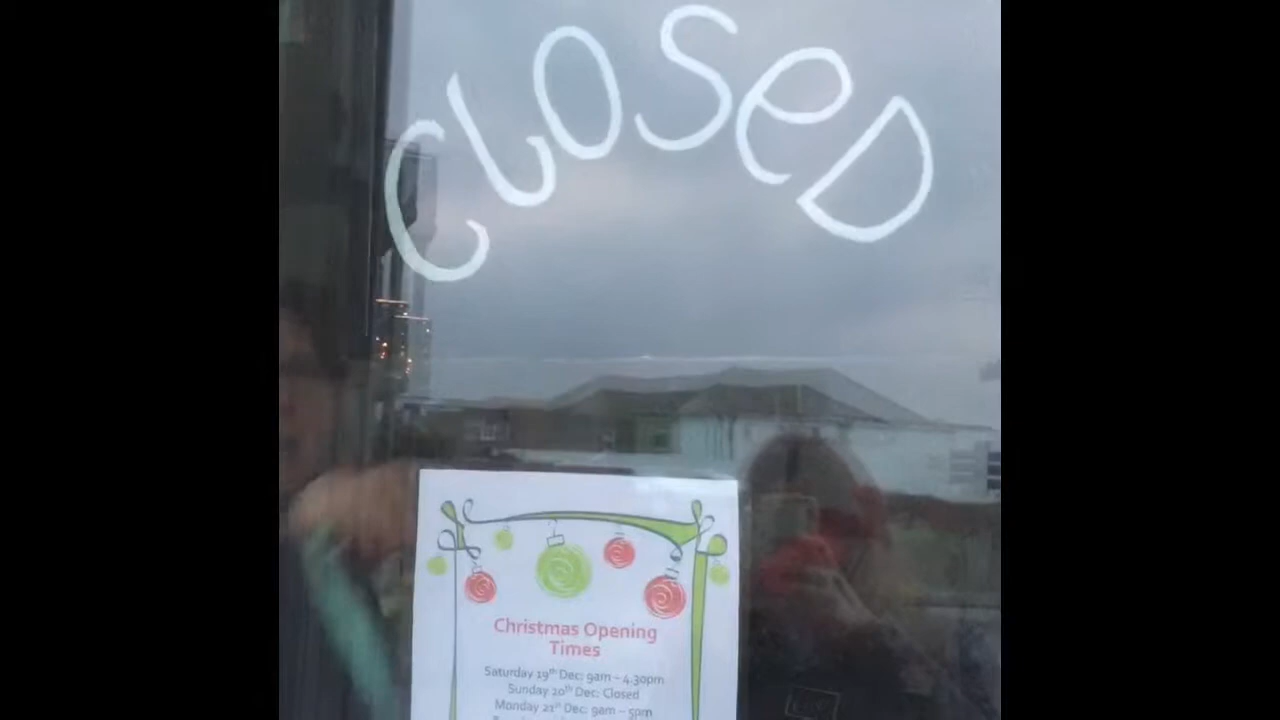 CLOSeD
Christmas Opening
Times
Saturday 19th Dec: 9am – 4.30pm
Sunday 20th Dec: Closed
Monday 21st Dec: 9am – 5pm